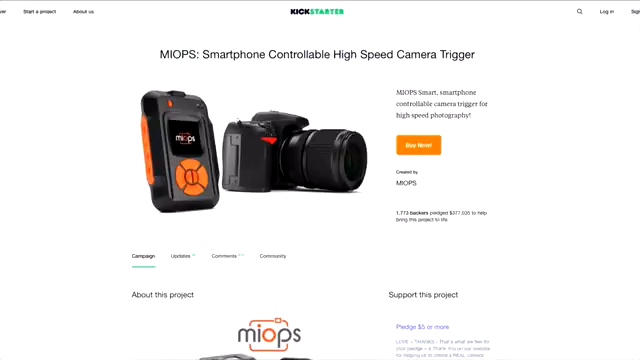 Start a project
About us
KICKSTARTER
Log in
MIOPS: Smartphone Controllable High Speed Camera Trigger
miops
MIOPS Smart, smartphone
controllable camera trigger for
high speed photography!
Buy Now!
Created by
MIOPS
1,773 backers pledged $377,035 to help
bring this project to life.
Campaign
Updates
Comments
Community
About this project
Support this project
miops
Pledge $5 or more